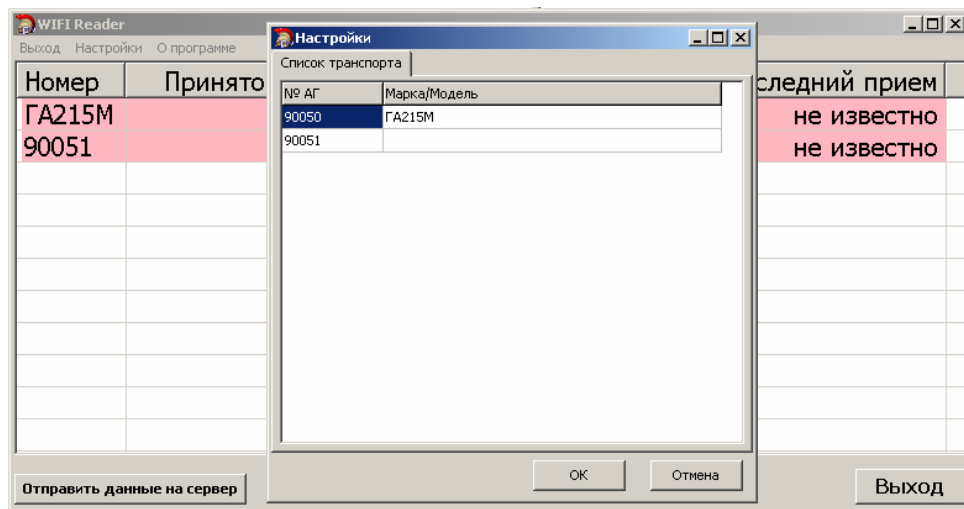 WIFI Reader
Выход Настройки О программе
Номер Принято следний прием
ГА215М не известно
90051 не известно
Настройки
Список транспорта
№ АГ Марка/Модель
90050 ГА215М
90051
OK Отмена
Отправить данные на сервер Выход